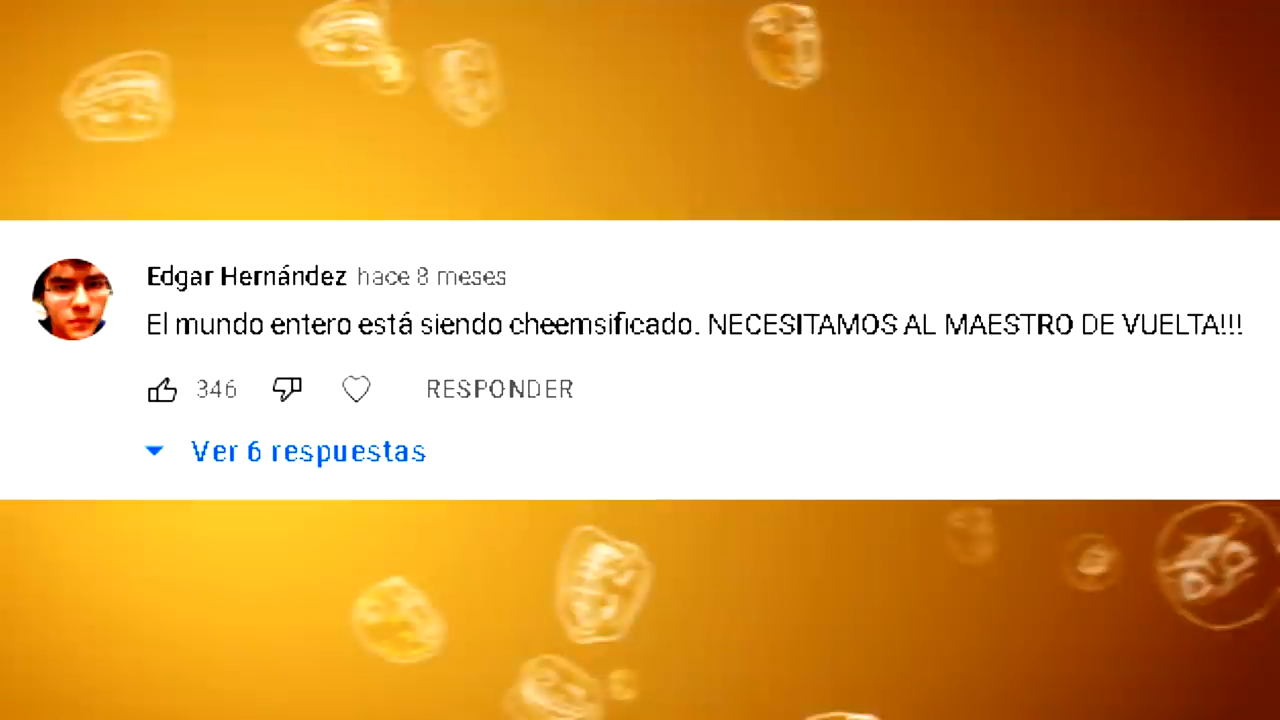 Edgar Hernández hace 8 meses
El mundo entero está siendo cheemsificado. NECESITAMOS AL MAESTRO DE VUELTA!!!
346 RESPONDER
Ver 6 respuestas